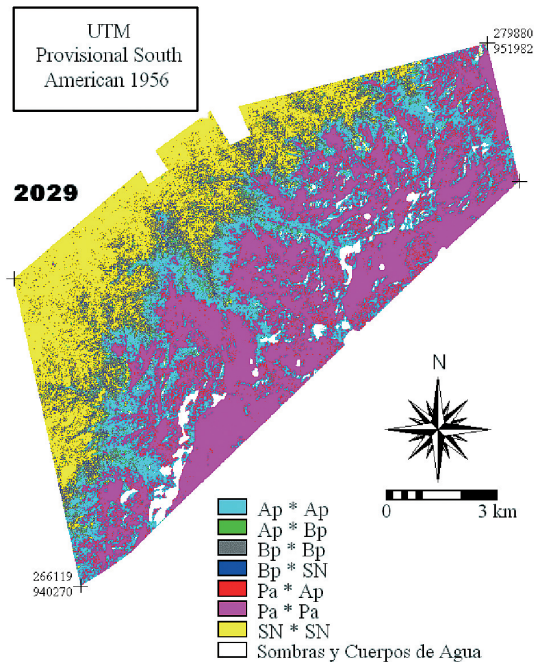 UTM
Provisional South
American 1956
279880
951982
2029
N
0 3 km
266119
940270
Ap * Ap
Ap * Bp
Bp * Bp
Bp * SN
Pa * Ap
Pa * Pa
SN * SN
Sombras y Cuerpos de Agua